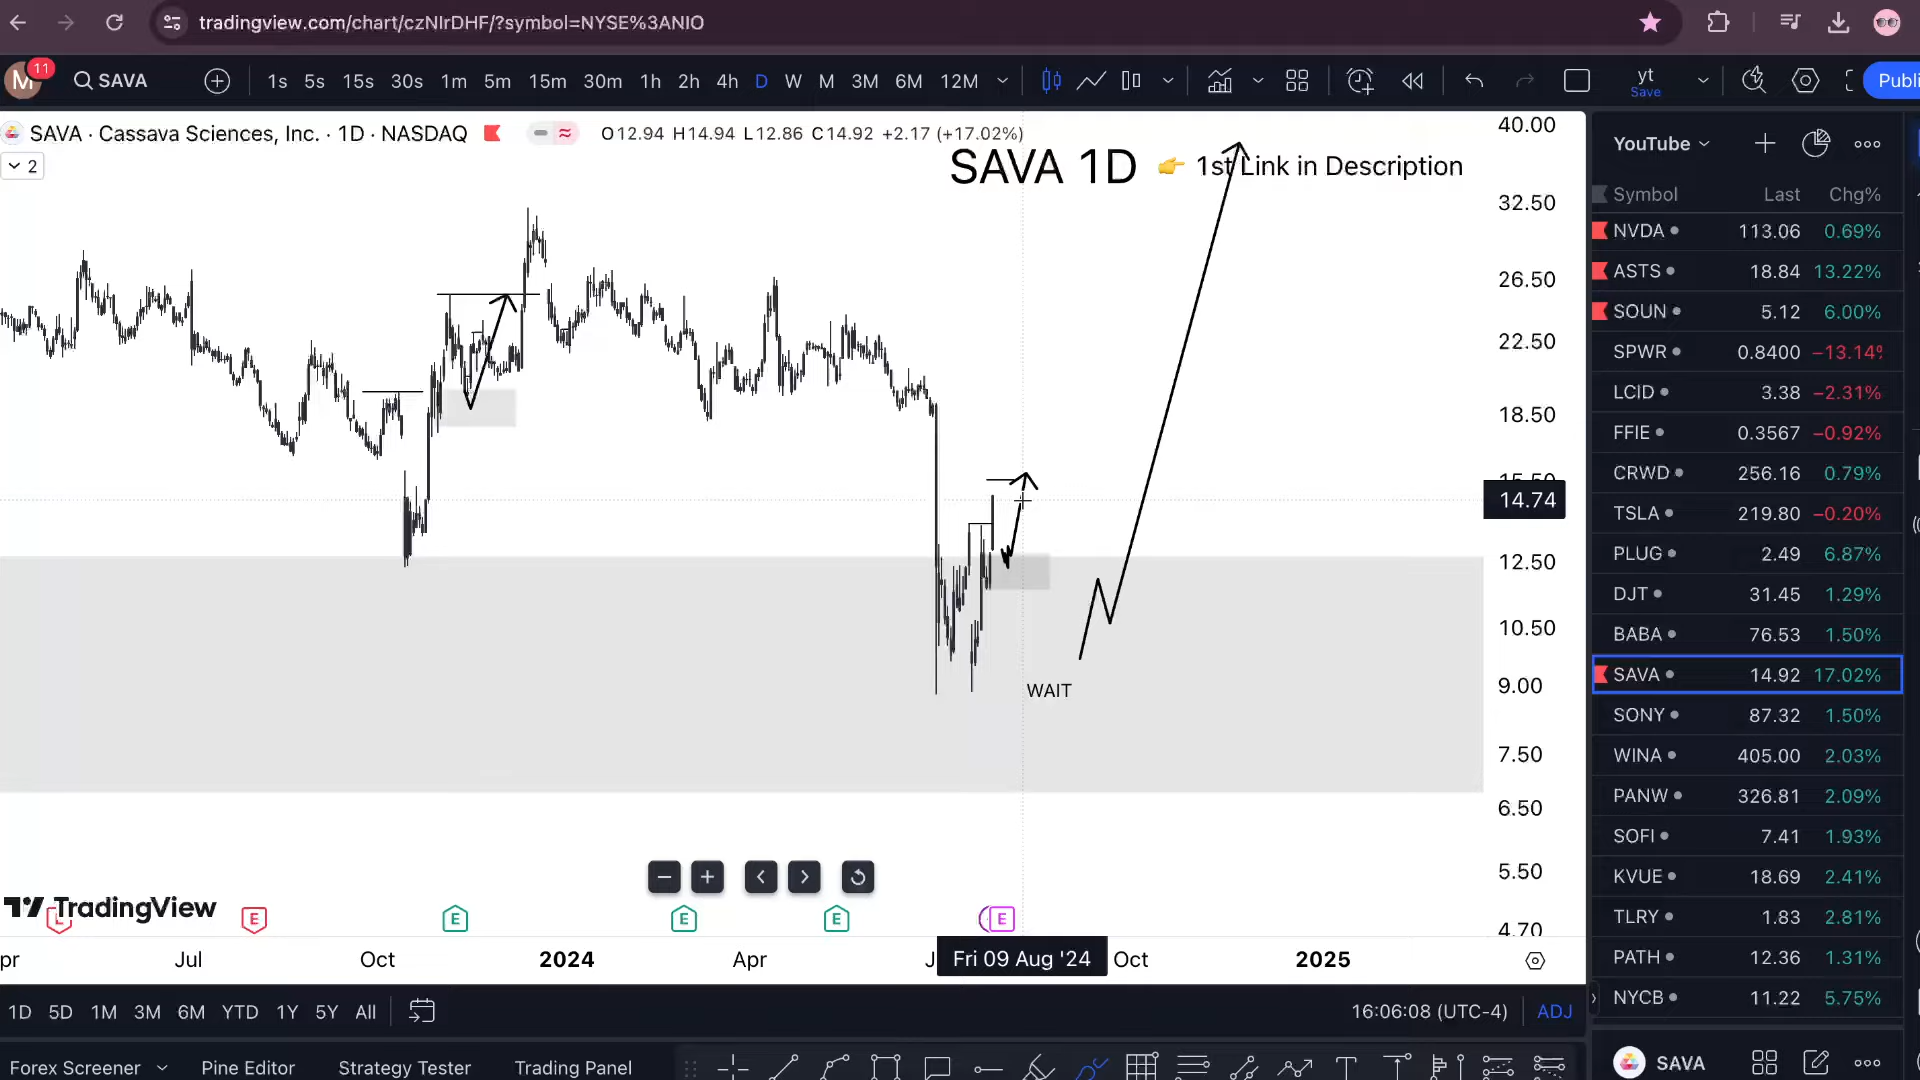 tradingview.com/chart/czNlrDHF/?symbol=NYSE%3ANIO
M 11 SAVA 1s 5s 15s 30s 1m 5m 15m 30m 1h 2h 4h D W M 3M 6M 12M yt Save Publi
SAVA · Cassava Sciences, Inc. · 1D · NASDAQ O12.94 H14.94 L12.86 C14.92 +2.17 (+17.02%)
2
SAVA 1D 👉 1st Link in Description
40.00
32.50
26.50
22.50
18.50
15.50
14.74
12.50
10.50
9.00
7.50
6.50
5.50
4.70
WAIT
TradingView
E E E E E
pr Jul Oct 2024 Apr J Fri 09 Aug '24 Oct 2025
1D 5D 1M 3M 6M YTD 1Y 5Y All 16:06:08 (UTC-4) ADJ
Forex Screener Pine Editor Strategy Tester Trading Panel
YouTube
Symbol Last Chg%
NVDA 113.06 0.69%
ASTS 18.84 13.22%
SOUN 5.12 6.00%
SPWR 0.8400 −13.14%
LCID 3.38 −2.31%
FFIE 0.3567 −0.92%
CRWD 256.16 0.79%
TSLA 219.80 −0.20%
PLUG 2.49 6.87%
DJT 31.45 1.29%
BABA 76.53 1.50%
SAVA 14.92 17.02%
SONY 87.32 1.50%
WINA 405.00 2.03%
PANW 326.81 2.09%
SOFI 7.41 1.93%
KVUE 18.69 2.41%
TLRY 1.83 2.81%
PATH 12.36 1.31%
NYCB 11.22 5.75%
SAVA